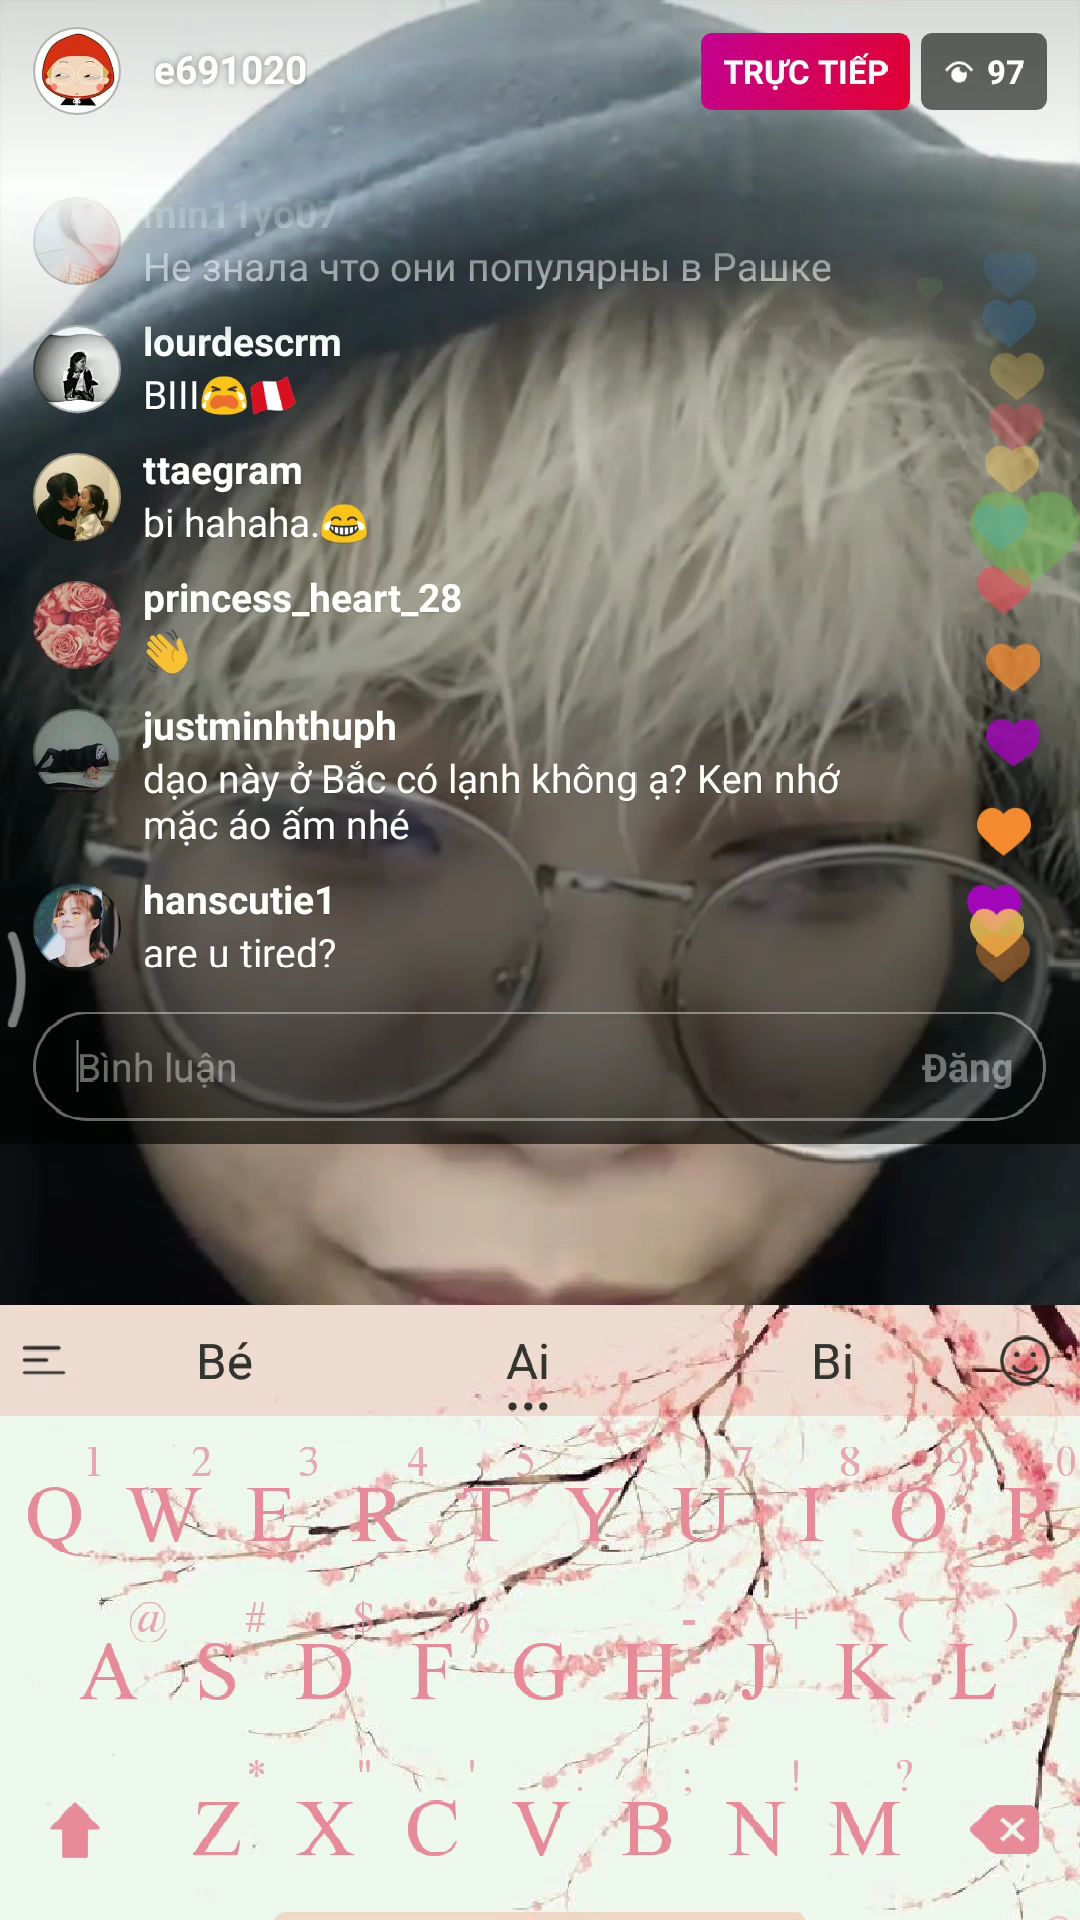 e691020
TRỰC TIẾP
97
min11yo07
Не знала что они популярны в Рашке
lourdescrm
BIII😭🇵🇪
ttaegram
bi hahaha.😂
princess_heart_28
👋
justminhthuph
dạo này ở Bắc có lạnh không ạ? Ken nhớ
mặc áo ấm nhé
hanscutie1
are u tired?
Bình luận
Đăng
Bé Ai Bi
1 2 3 4 5 7 8 9 0
Q W E R T Y U I O P
@ # $ % - + ( )
A S D F G H J K L
* " ' : ; ! ?
Z X C V B N M